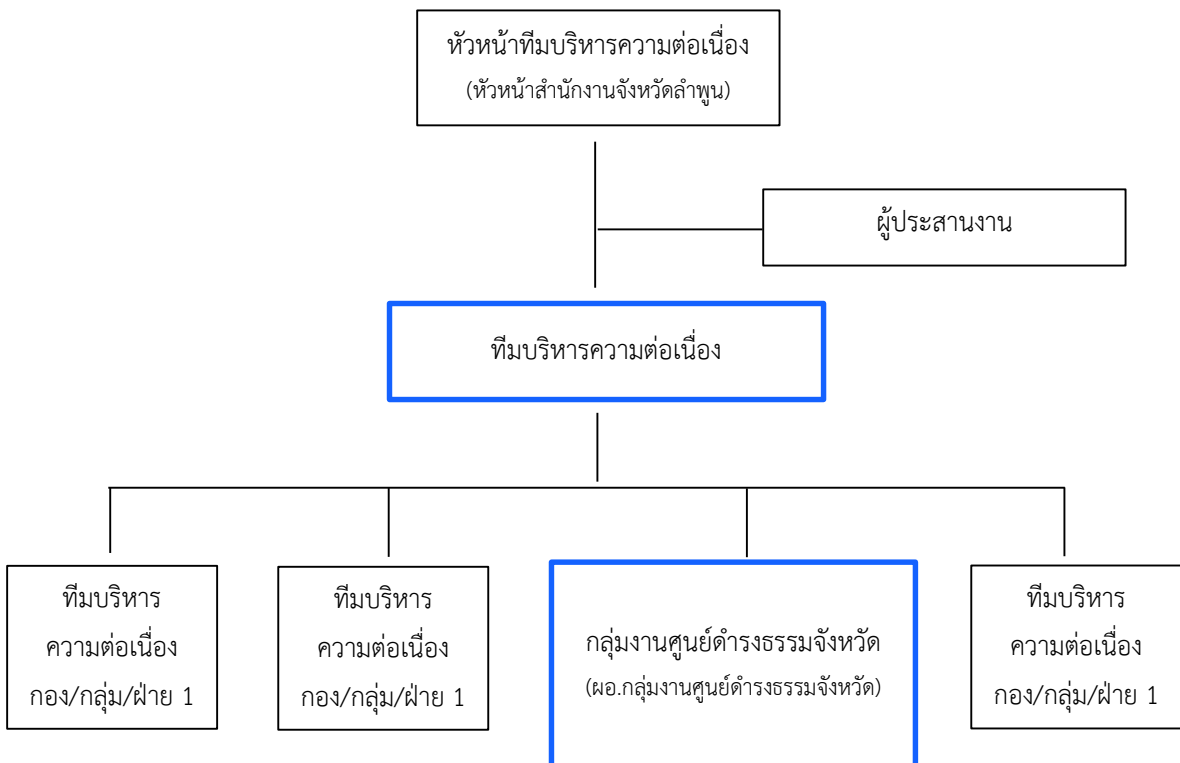 หัวหน้าทีมบริหารความต่อเนื่อง
(หัวหน้าสำนักงานจังหวัดลำพูน)
ผู้ประสานงาน
ทีมบริหารความต่อเนื่อง
ทีมบริหาร
ความต่อเนื่อง
กอง/กลุ่ม/ฝ่าย 1
ทีมบริหาร
ความต่อเนื่อง
กอง/กลุ่ม/ฝ่าย 1
กลุ่มงานศูนย์ดำรงธรรมจังหวัด
(ผอ.กลุ่มงานศูนย์ดำรงธรรมจังหวัด)
ทีมบริหาร
ความต่อเนื่อง
กอง/กลุ่ม/ฝ่าย 1